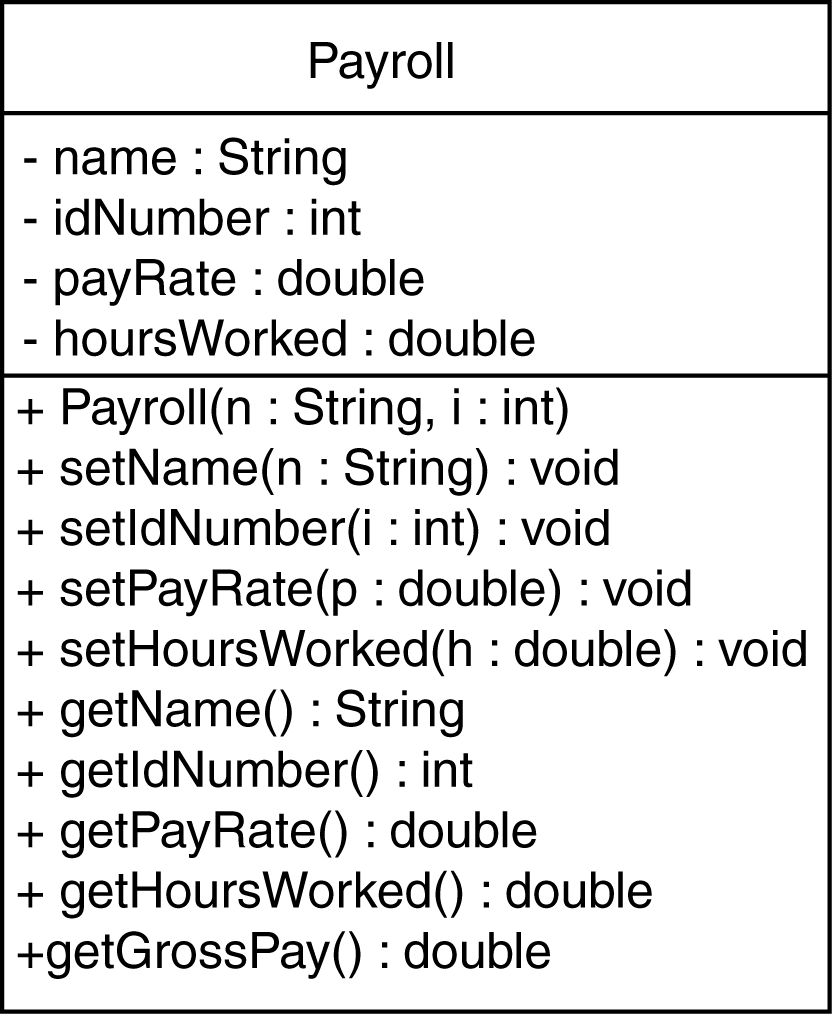 Payroll
- name : String
- idNumber : int
- payRate : double
- hoursWorked : double
+ Payroll(n : String, i : int)
+ setName(n : String) : void
+ setIdNumber(i : int) : void
+ setPayRate(p : double) : void
+ setHoursWorked(h : double) : void
+ getName() : String
+ getIdNumber() : int
+ getPayRate() : double
+ getHoursWorked() : double
+getGrossPay() : double